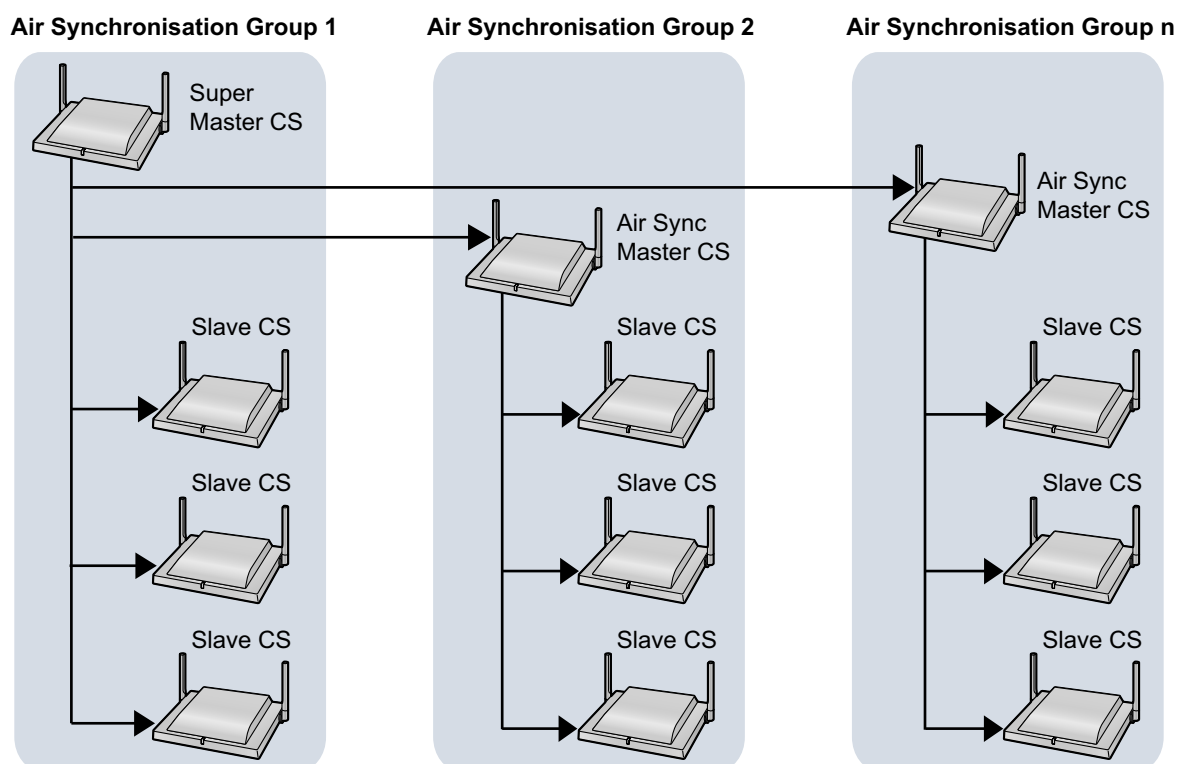 Air Synchronisation Group 1
Air Synchronisation Group 2
Air Synchronisation Group n
Super
Master CS
Air Sync
Master CS
Air Sync
Master CS
Slave CS
Slave CS
Slave CS
Slave CS
Slave CS
Slave CS
Slave CS
Slave CS
Slave CS